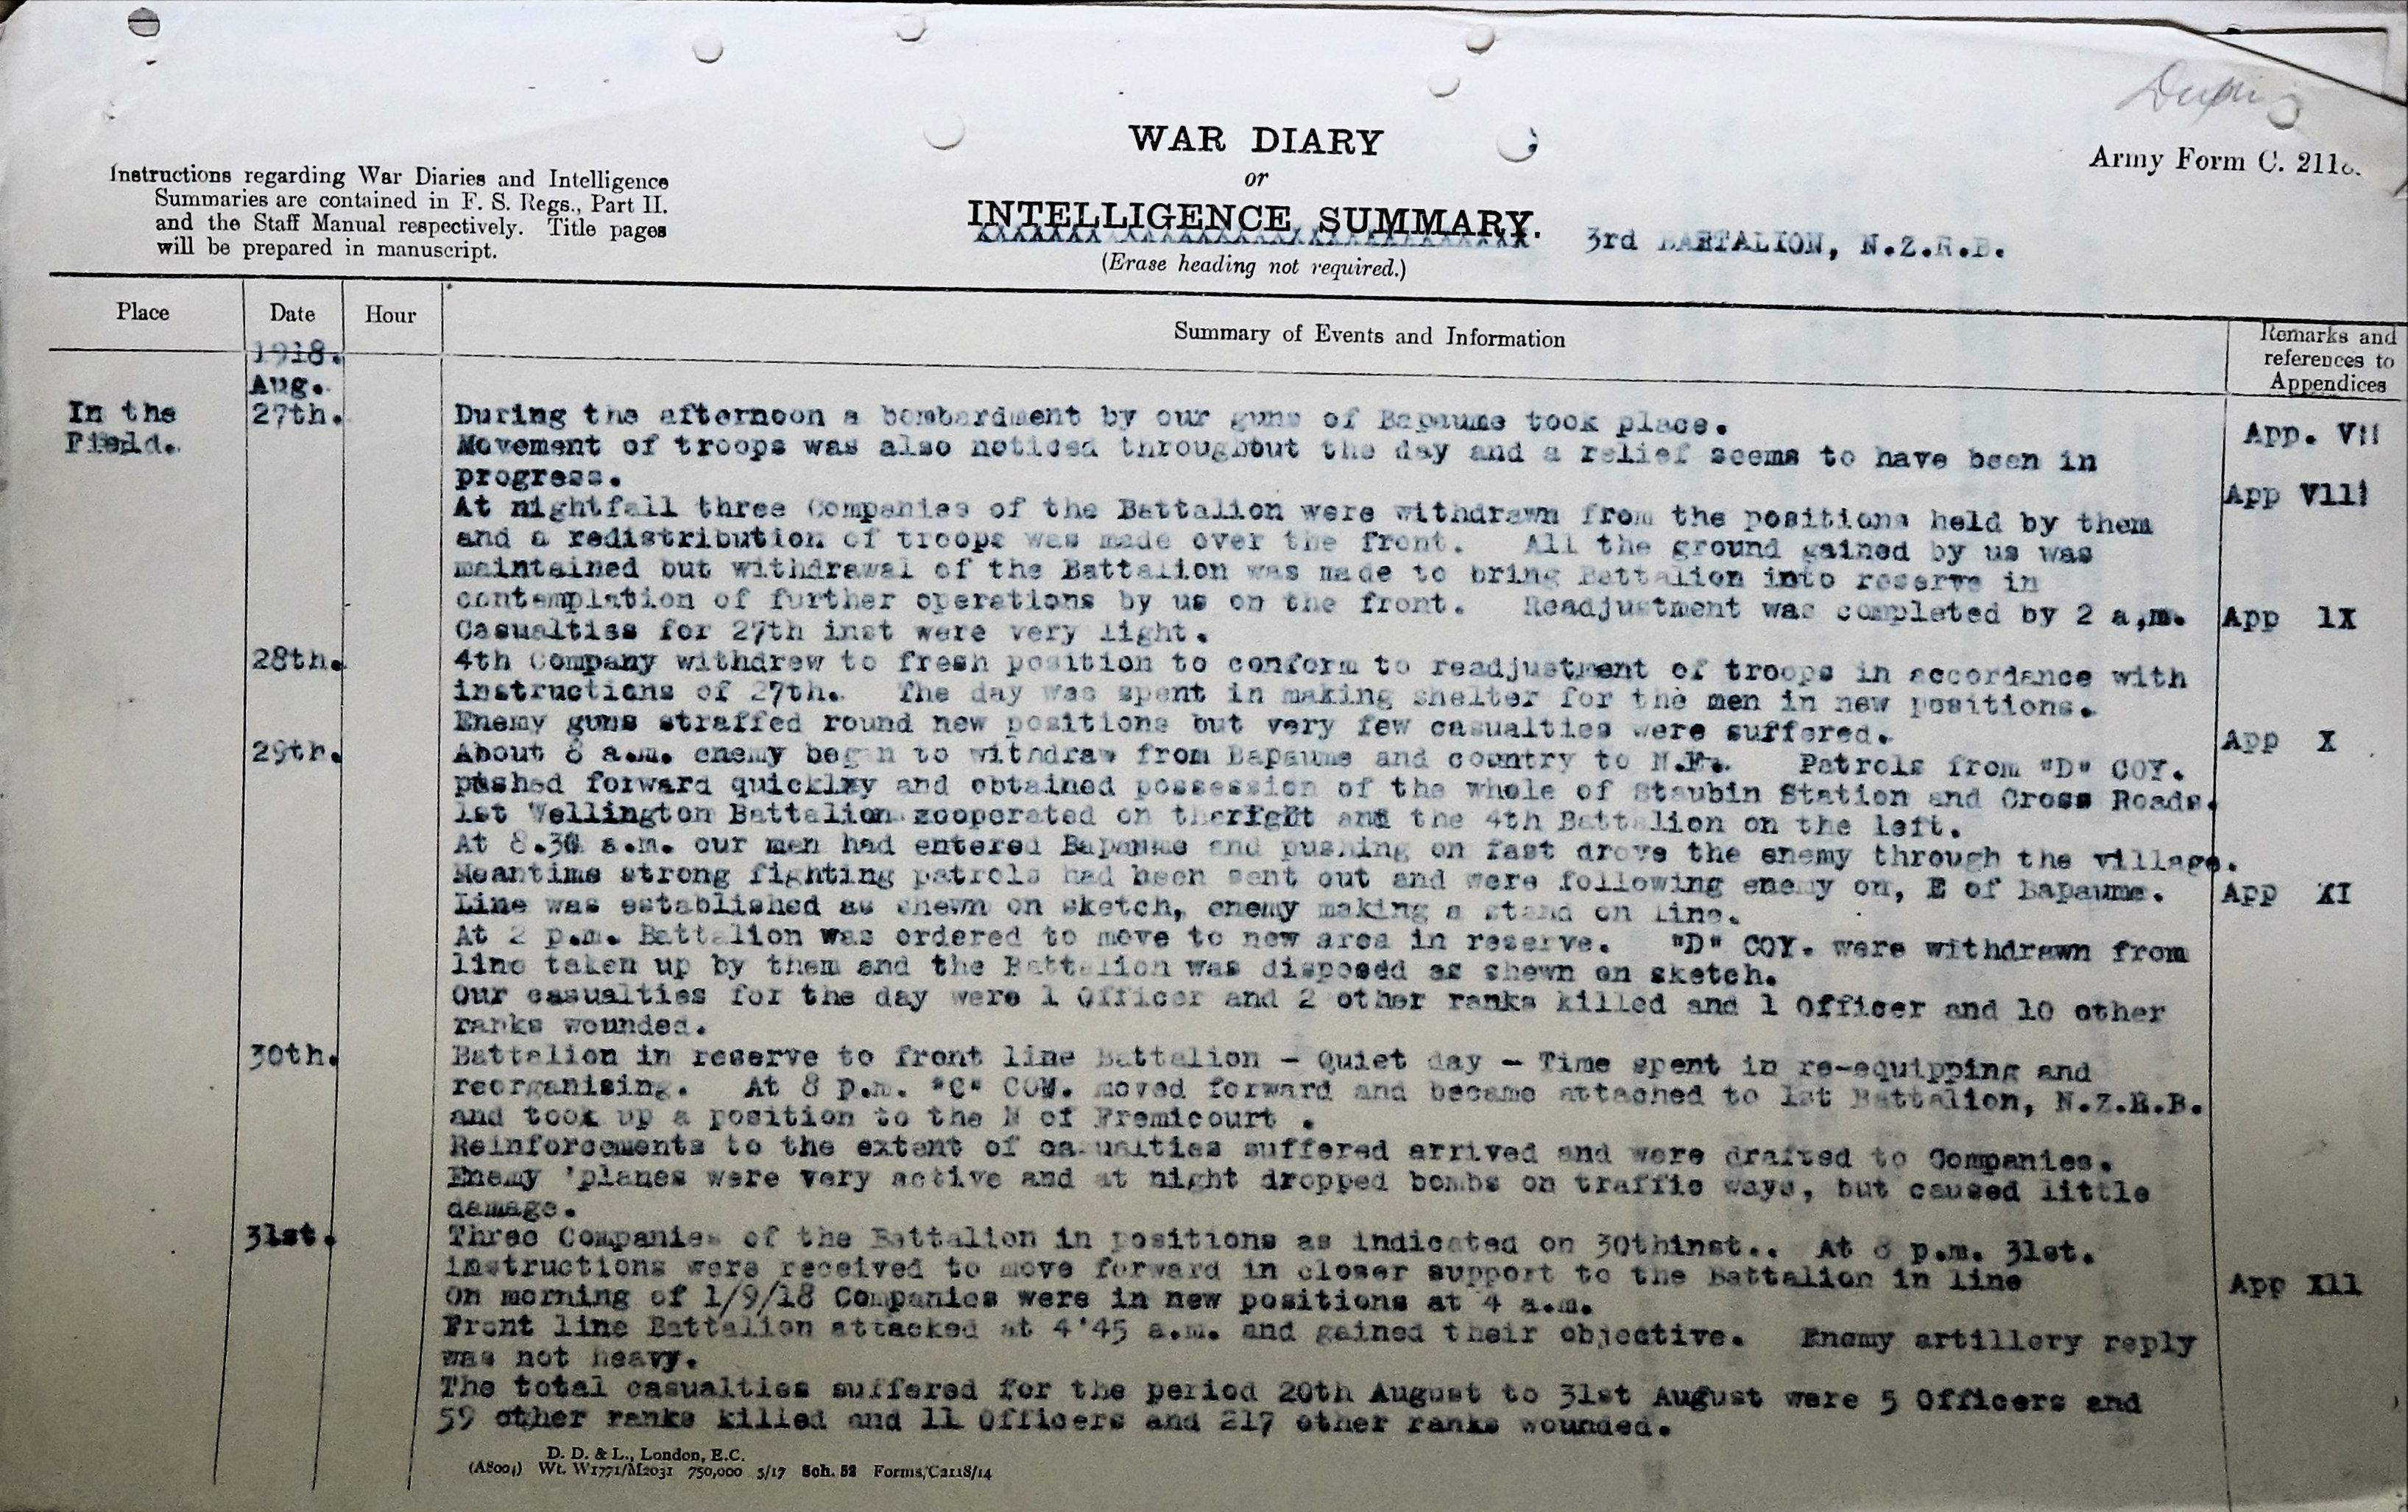 WAR DIARY
or
INTELLIGENCE SUMMARY.
(Erase heading not required.)
Instructions regarding War Diaries and Intelligence
Summaries are contained in F. S. Regs., Part II.
and the Staff Manual respectively. Title pages
will be prepared in manuscript.
Army Form C. 2118.
3rd BARTALION, N.Z.R.B.
Place Date Hour Summary of Events and Information Remarks and references to Appendices
1918.
Aug.
In the Field.
27th. During the afternoon a bombardment by our guns of Bapaume took place.
App. V11
Movement of troops was also noticed throughout the day and a relief seems to have been in
progress.
App V111
At nightfall three Companies of the Battalion were withdrawn from the positions held by them
and a redistribution of troops was made over the front. All the ground gained by us was
maintained but withdrawal of the Battalion was made to bring Battalion into reserve in
contemplation of further operations by us on the front. Readjustment was completed by 2 a,m. App 1X
Casualties for 27th inst were very light.
28th. 4th Company withdrew to fresh position to conform to readjustment of troops in accordance with
instructions of 27th. The day was spent in making shelter for the men in new positions.
Enemy guns straffed round new positions but very few casualties were suffered.
29th. About 8 a.m. enemy began to withdraw from Bapaume and country to N.E. Patrols from "D" COY. App X
pushed forward quickly and obtained possession of the whole of Staubin Station and Cross Roads.
1st Wellington Battalion cooperated on the right and the 4th Battalion on the left.
At 8.30 a.m. our men had entered Bapaume and pushing on fast drove the enemy through the village.
Meantime strong fighting patrols had been sent out and were following enemy on, E of Bapaume. App XI
Line was established as shewn on sketch, enemy making a stand on line.
At 2 p.m. Battalion was ordered to move to new area in reserve. "D" COY. were withdrawn from
line taken up by them and the Battalion was disposed as shewn on sketch.
Our casualties for the day were 1 Officer and 2 other ranks killed and 1 Officer and 10 other
ranks wounded.
30th. Battalion in reserve to front line Battalion - Quiet day - Time spent in re-equipping and
reorganising. At 8 p.m. "C" COY. moved forward and became attached to 1st Battalion, N.Z.R.B.
and took up a position to the N of Fremicourt .
Reinforcements to the extent of casualties suffered arrived and were drafted to Companies.
Enemy 'planes were very active and at night dropped bombs on traffic ways, but caused little
damage.
31st. Three Companies of the Battalion in positions as indicated on 30thinst.. At 8 p.m. 31st.
instructions were received to move forward in closer support to the Battalion in line
On morning of 1/9/18 Companies were in new positions at 4 a.m. App X11
Front line Battalion attacked at 4'45 a.m. and gained their objective. Enemy artillery reply
was not heavy.
The total casualties suffered for the period 20th August to 31st August were 5 Officers and
59 other ranks killed and 11 Officers and 217 other ranks wounded.
D. D. & L., London, E.C.
(A8004) Wt. W1771/M2031 750,000 5/17 Sch. 52 Forms/C2118/14